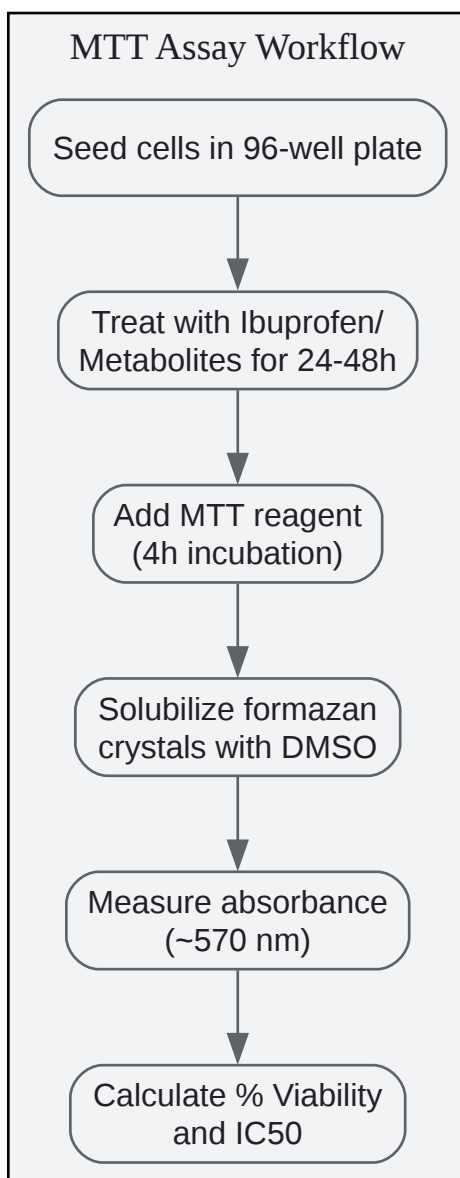 MTT Assay Workflow
Seed cells in 96-well plate
Treat with Ibuprofen/
Metabolites for 24-48h
Add MTT reagent
(4h incubation)
Solubilize formazan
crystals with DMSO
Measure absorbance
(~570 nm)
Calculate % Viability
and IC50